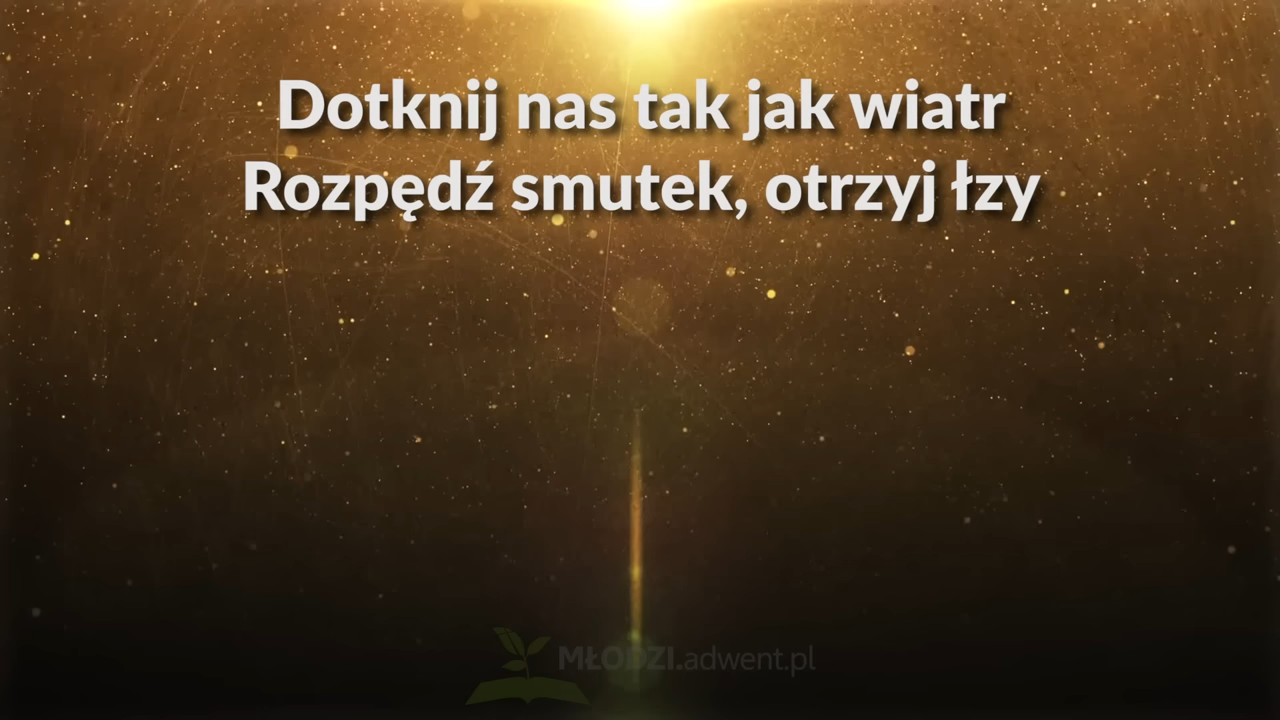 Dotknij nas tak jak wiatr
Rozpędź smutek, otrzyj łzy
MŁODZI.adwent.pl